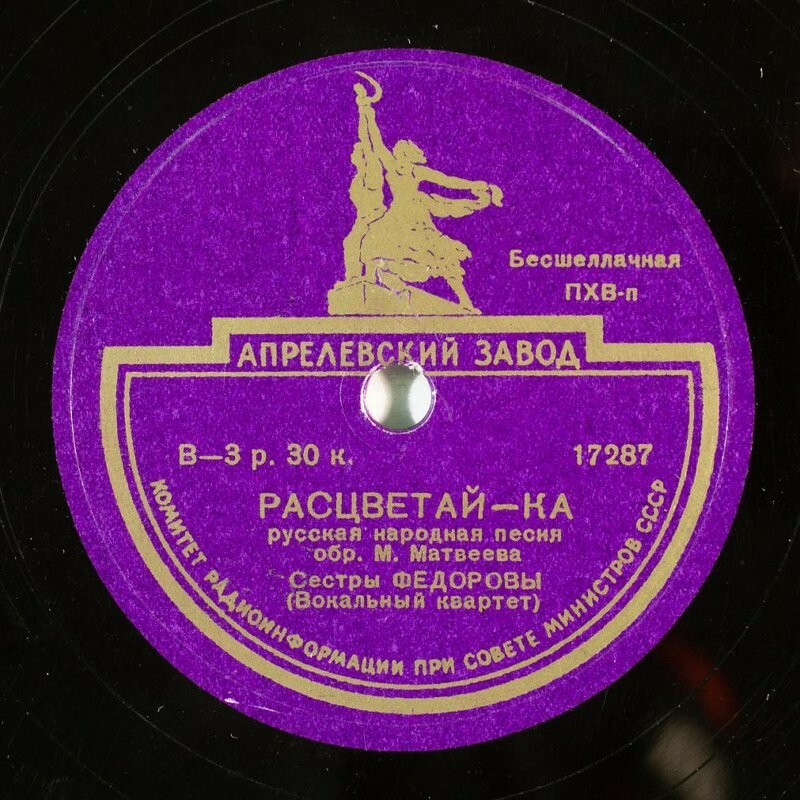 Бесшеллачная
ПХВ-п
АПРЕЛЕВСКИЙ ЗАВОД
В—3 р. 30 к.
17287
РАСЦВЕТАЙ—КА
русская народная песня
обр. М. Матвеева
Сестры ФЕДОРОВЫ
(Вокальный квартет)
КОМИТЕТ РАДИОИНФОРМАЦИИ ПРИ СОВЕТЕ МИНИСТРОВ СССР